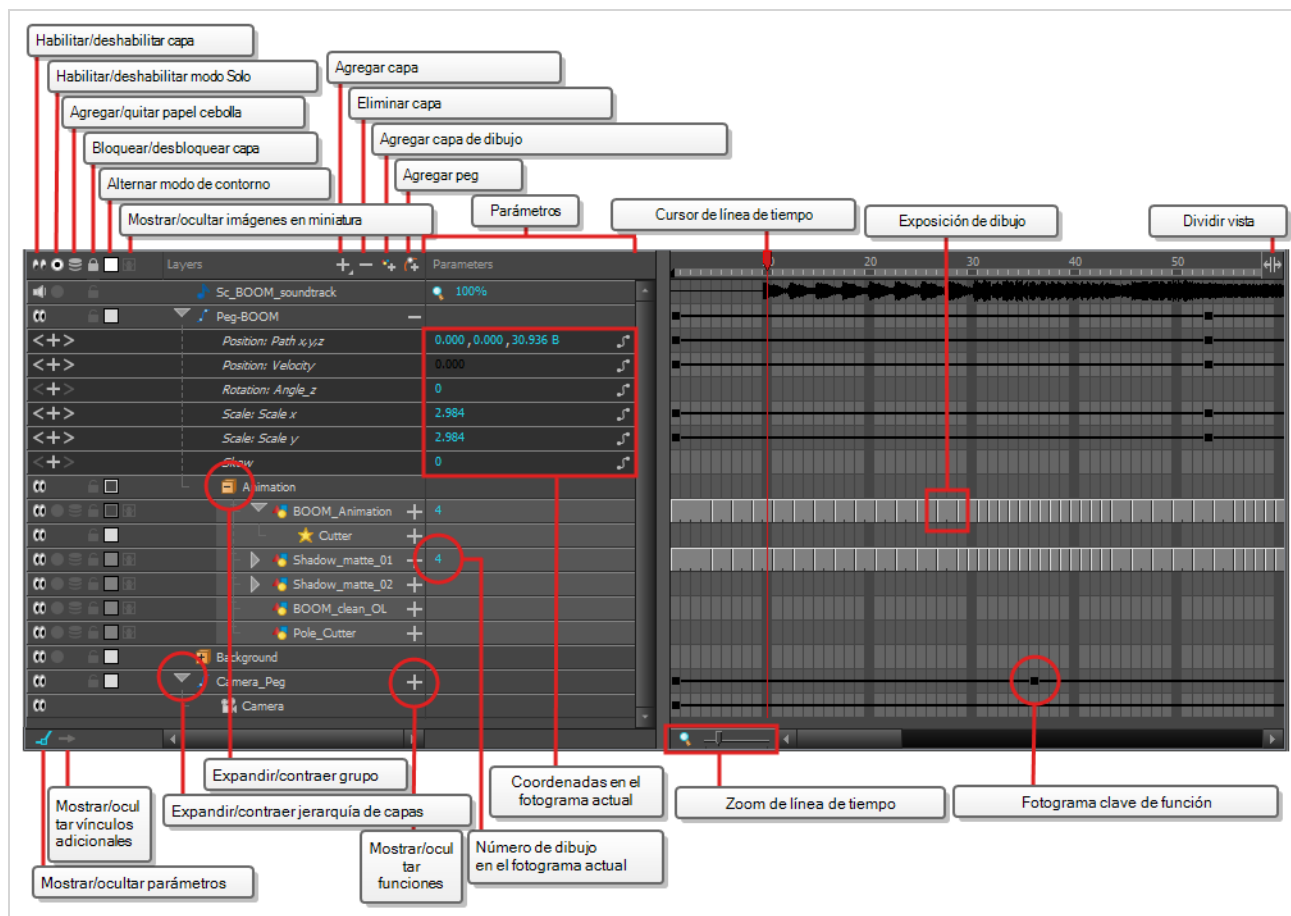 Habilitar/deshabilitar capa
Habilitar/deshabilitar modo Solo
Agregar/quitar papel cebolla
Bloquear/desbloquear capa
Alternar modo de contorno
Mostrar/ocultar imágenes en miniatura
Agregar capa
Eliminar capa
Agregar capa de dibujo
Agregar peg
Parámetros
Cursor de línea de tiempo
Exposición de dibujo
Dividir vista
Layers
Parameters
20
30
40
50
Sc_BOOM_soundtrack
100%
Peg-BOOM
Position: Path x,y,z
0.000 , 0.000 , 30.936 B
Position: Velocity
0.000
Rotation: Angle_z
0
Scale: Scale x
2.984
Scale: Scale y
2.984
Skew
0
Animation
BOOM_Animation
4
Cutter
Shadow_matte_01
4
Shadow_matte_02
BOOM_clean_OL
Pole_Cutter
Background
Camera_Peg
Camera
Expandir/contraer grupo
Expandir/contraer jerarquía de capas
Coordenadas en el
fotograma actual
Zoom de línea de tiempo
Fotograma clave de función
Mostrar/ocul
tar vínculos
adicionales
Mostrar/ocultar parámetros
Mostrar/ocul
tar
funciones
Número de dibujo
en el fotograma actual